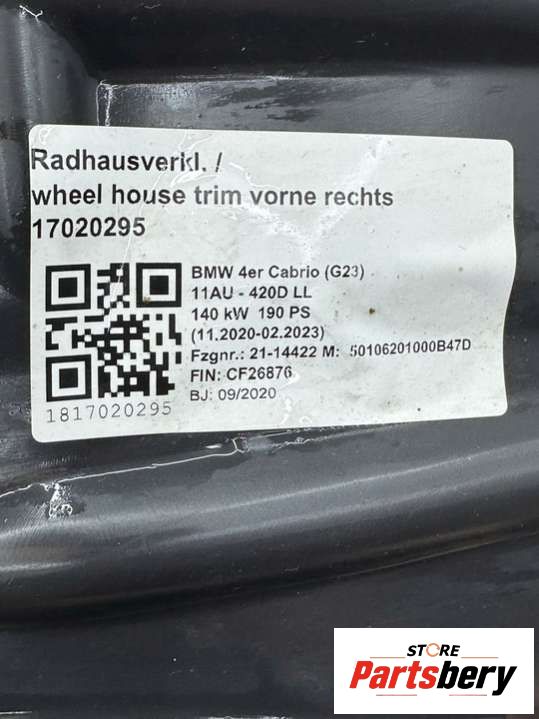 Radhausverkl. /
wheel house trim vorne rechts
17020295
BMW 4er Cabrio (G23)
11AU - 420D LL
140 kW 190 PS
(11.2020-02.2023)
Fzgnr.: 21-14422 M: 50106201000B47D
FIN: CF26876
BJ: 09/2020
1817020295
STORE
Partsbery